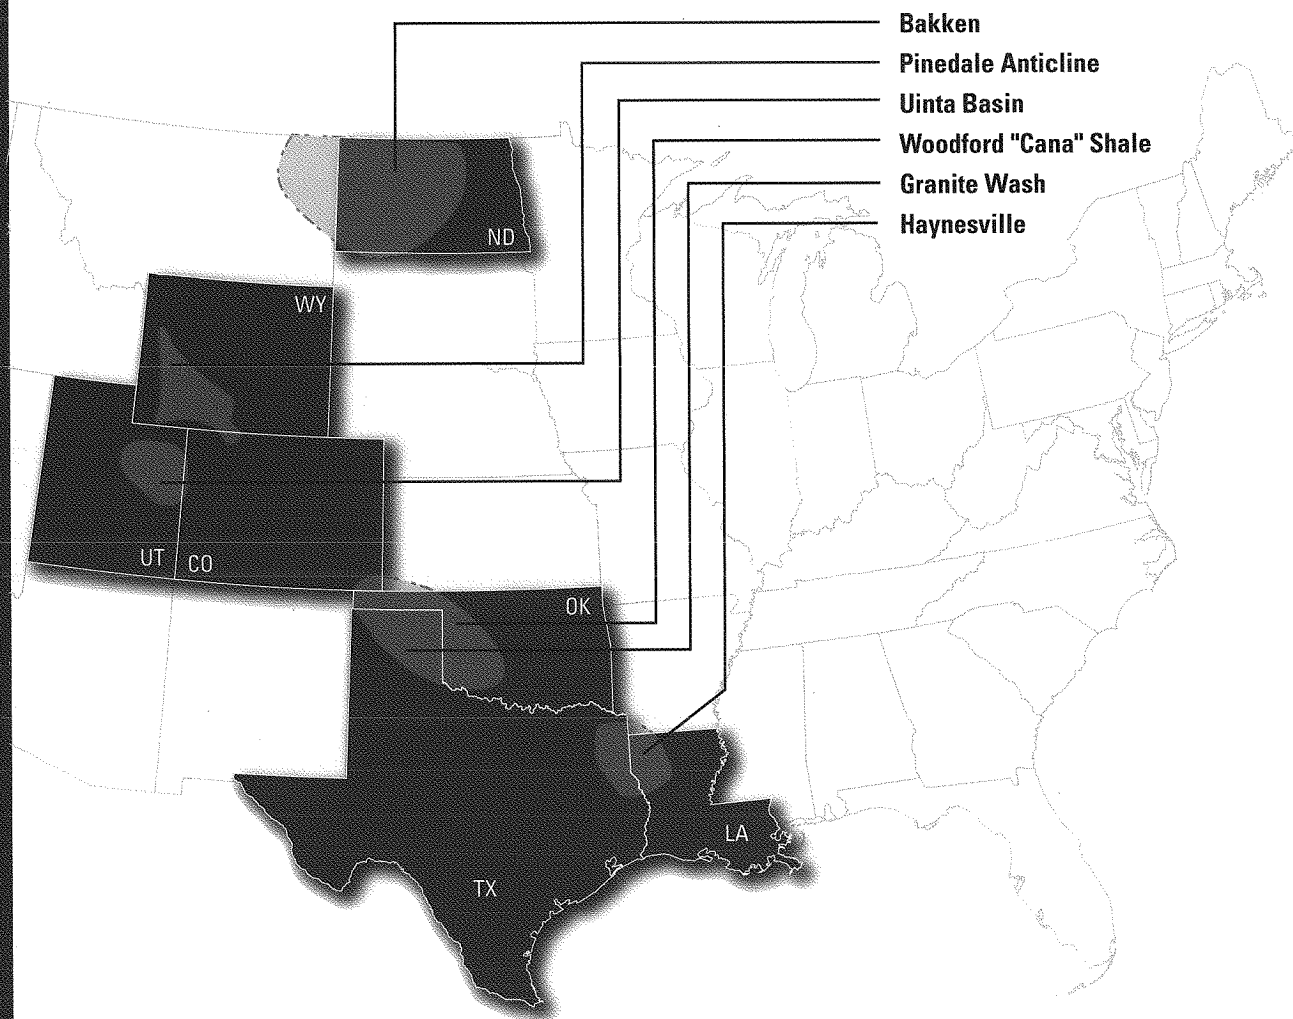 Bakken
Pinedale Anticline
Uinta Basin
Woodford "Cana" Shale
Granite Wash
Haynesville
ND
WY
UT
CO
OK
LA
TX